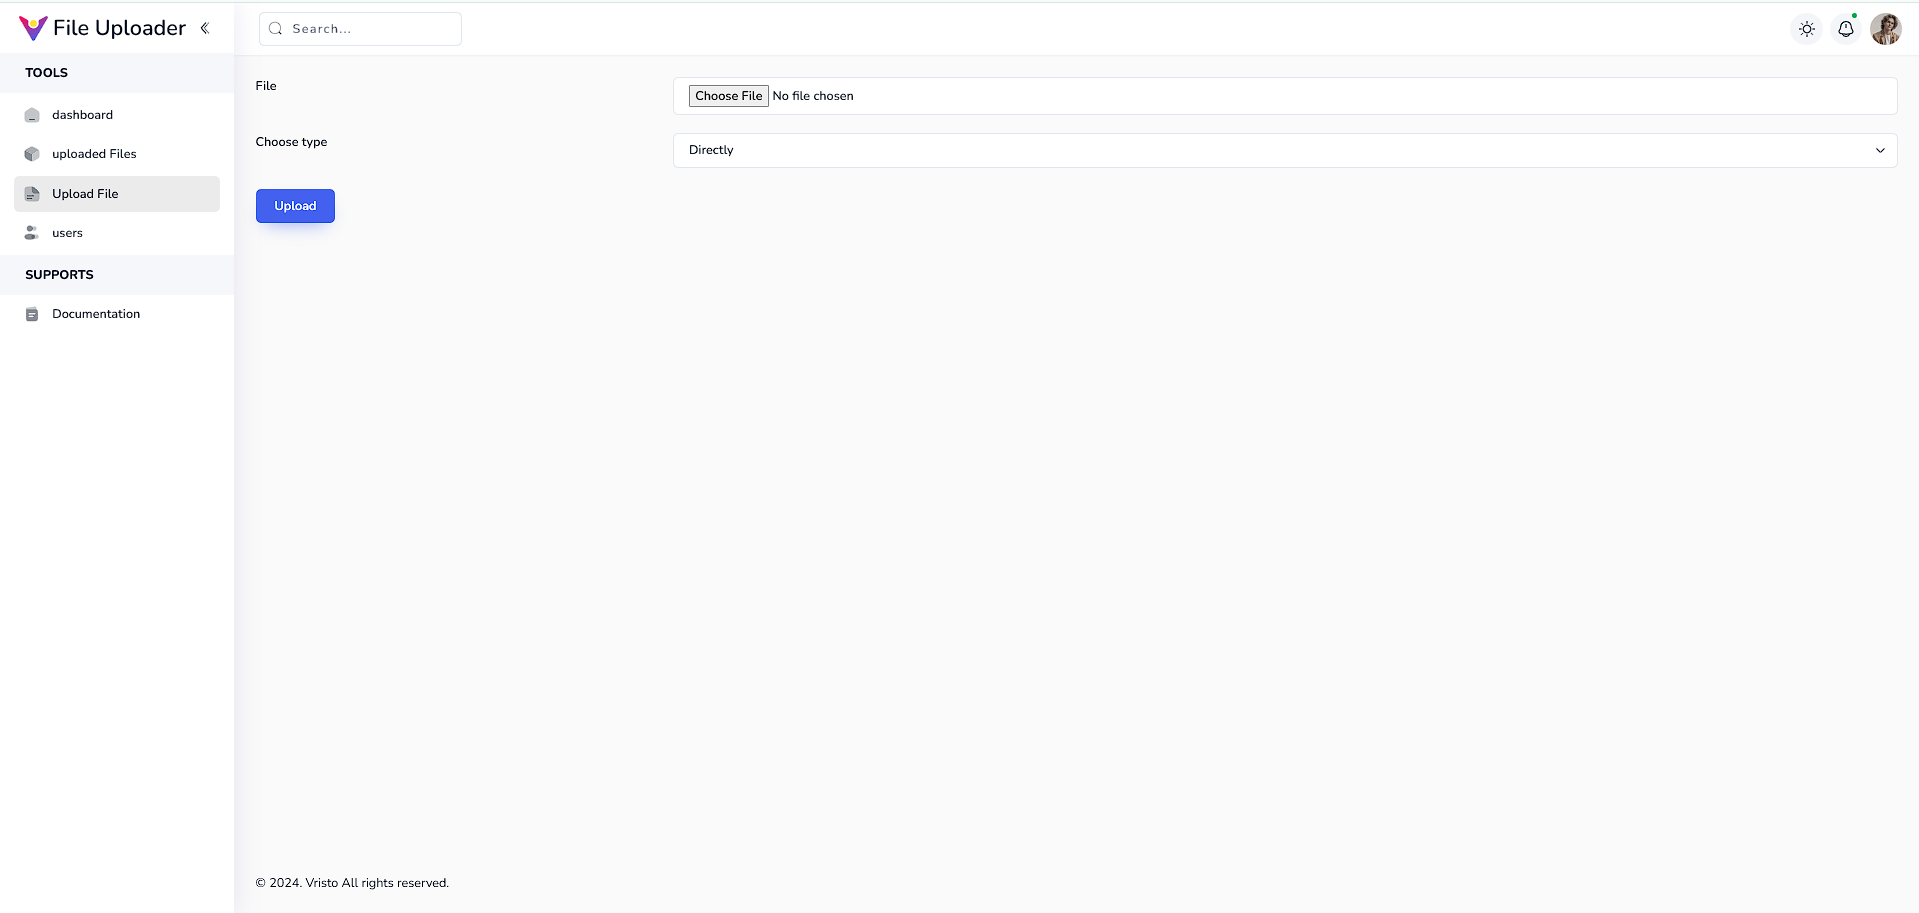 File Uploader
Search...
TOOLS
dashboard
uploaded Files
Upload File
users
SUPPORTS
Documentation
File
Choose File No file chosen
Choose type
Directly
Upload
© 2024. Vristo All rights reserved.